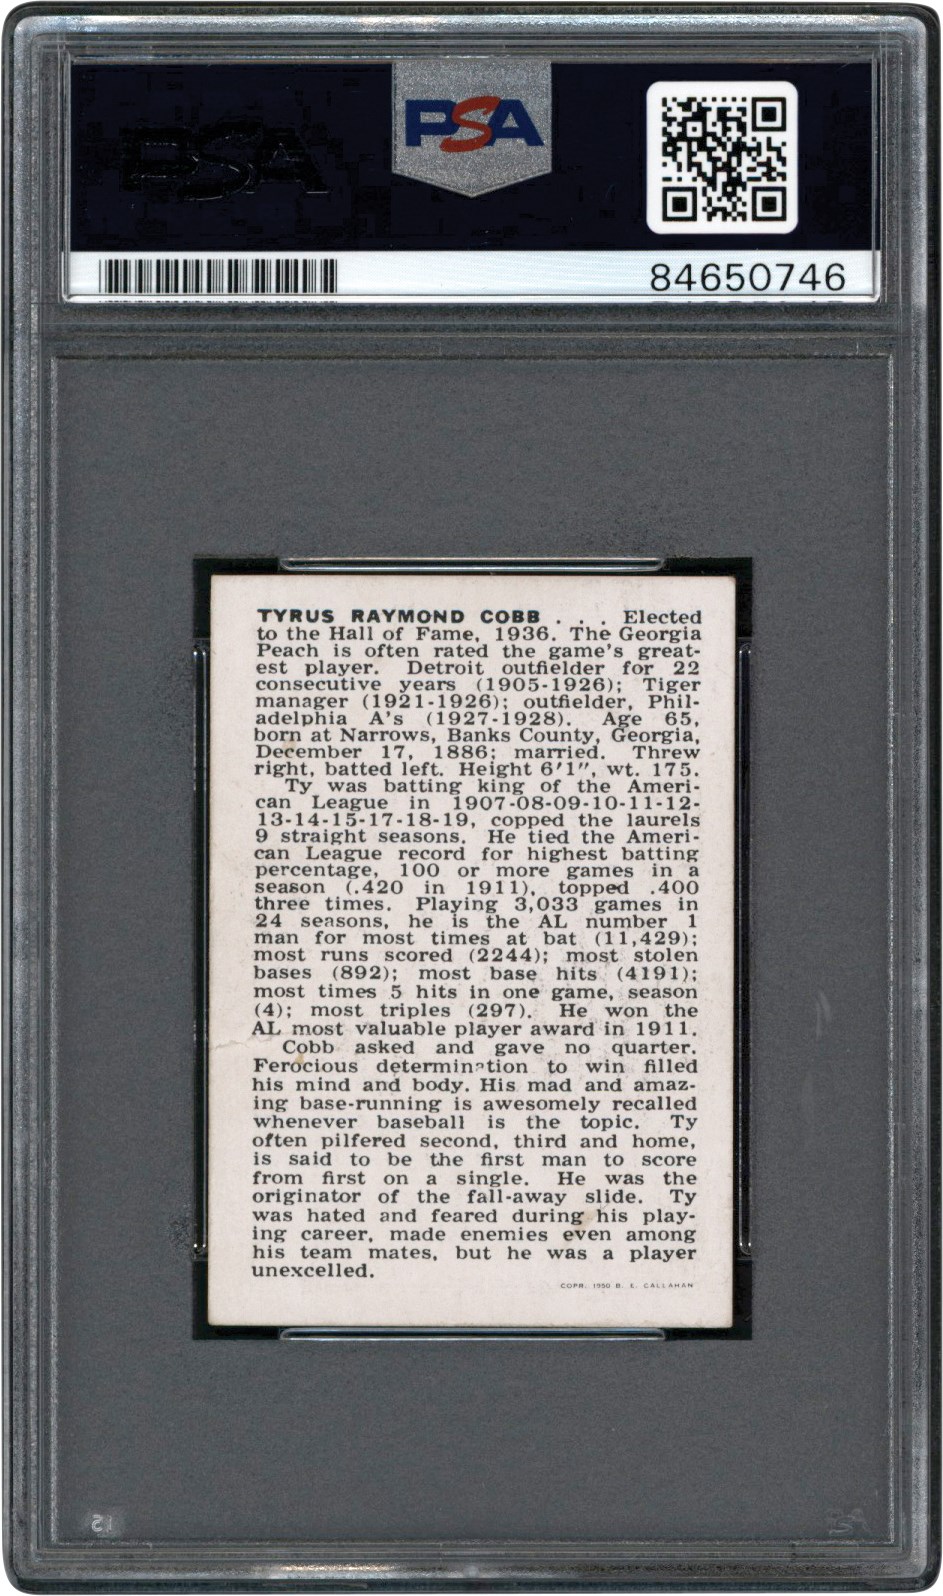 PSA
PSA
84650746
TYRUS RAYMOND COBB . . . Elected
to the Hall of Fame, 1936. The Georgia
Peach is often rated the game's great-
est player. Detroit outfielder for 22
consecutive years (1905-1926); Tiger
manager (1921-1926); outfielder, Phil-
adelphia A's (1927-1928). Age 65,
born at Narrows, Banks County, Georgia,
December 17, 1886; married. Threw
right, batted left. Height 6'1", wt. 175.
Ty was batting king of the Ameri-
can League in 1907-08-09-10-11-12-
13-14-15-17-18-19, copped the laurels
9 straight seasons. He tied the Ameri-
can League record for highest batting
percentage, 100 or more games in a
season (.420 in 1911), topped .400
three times. Playing 3,033 games in
24 seasons, he is the AL number 1
man for most times at bat (11,429);
most runs scored (2244); most stolen
bases (892); most base hits (4191);
most times 5 hits in one game, season
(4); most triples (297). He won the
AL most valuable player award in 1911.
Cobb asked and gave no quarter.
Ferocious determination to win filled
his mind and body. His mad and amaz-
ing base-running is awesomely recalled
whenever baseball is the topic. Ty
often pilfered second, third and home,
is said to be the first man to score
from first on a single. He was the
originator of the fall-away slide. Ty
was hated and feared during his play-
ing career, made enemies even among
his team mates, but he was a player
unexcelled.
COPR. 1950 B. E. CALLAHAN